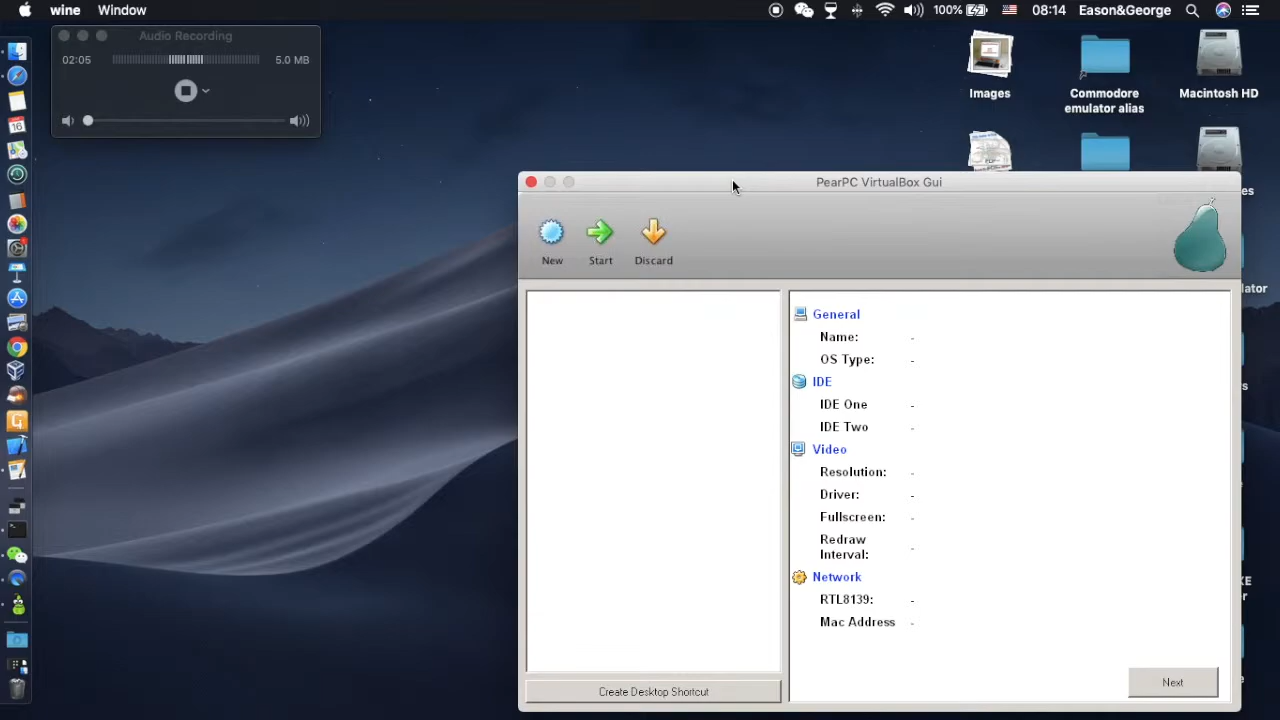 wine Window
100% 08:14 Eason&George
Audio Recording
02:05 5.0 MB
Images
Commodore
emulator alias
Macintosh HD
PearPC VirtualBox Gui
New Start Discard
General
Name: -
OS Type: -
IDE
IDE One -
IDE Two -
Video
Resolution: -
Driver: -
Fullscreen: -
Redraw
Interval: -
Network
RTL8139: -
Mac Address -
Create Desktop Shortcut
Next
16